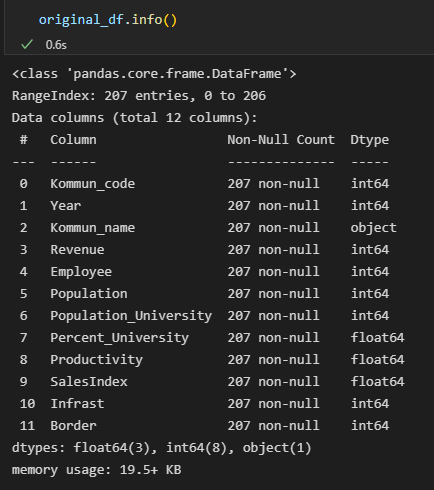 original_df.info()
0.6s
<class 'pandas.core.frame.DataFrame'>
RangeIndex: 207 entries, 0 to 206
Data columns (total 12 columns):
 #   Column                 Non-Null Count  Dtype
---  ------                 --------------  -----
 0   Kommun_code            207 non-null    int64
 1   Year                   207 non-null    int64
 2   Kommun_name            207 non-null    object
 3   Revenue                207 non-null    int64
 4   Employee               207 non-null    int64
 5   Population             207 non-null    int64
 6   Population_University  207 non-null    int64
 7   Percent_University     207 non-null    float64
 8   Productivity           207 non-null    float64
 9   SalesIndex             207 non-null    float64
 10  Infrast                207 non-null    int64
 11  Border                 207 non-null    int64
dtypes: float64(3), int64(8), object(1)
memory usage: 19.5+ KB